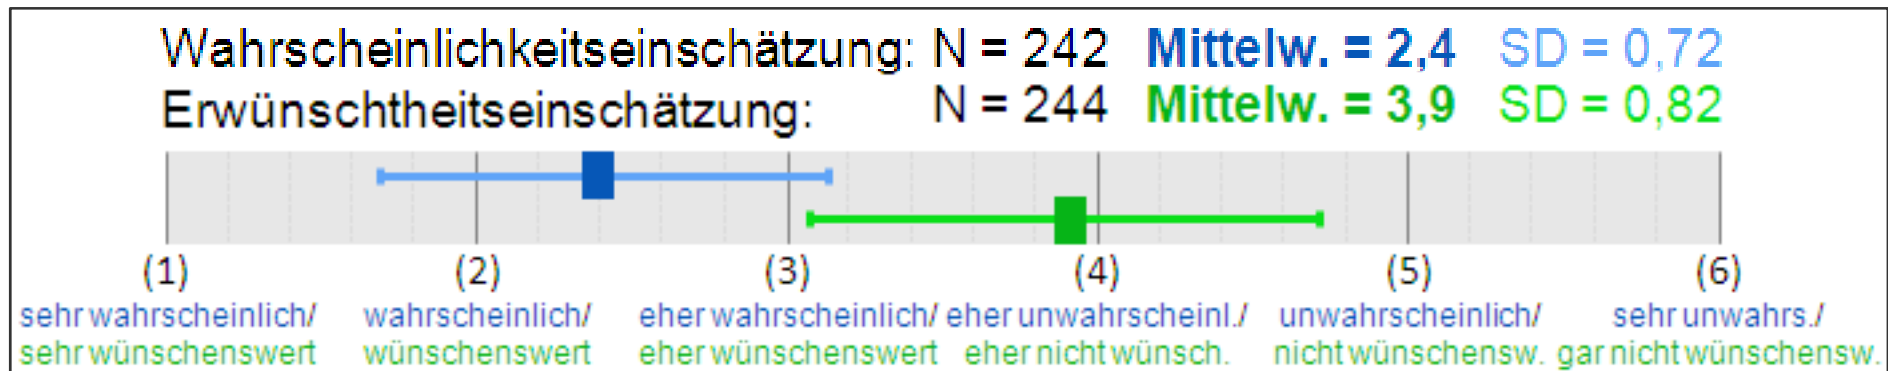 Wahrscheinlichkeitseinschätzung: N = 242 Mittelw. = 2,4 SD = 0,72
Erwünschtheitseinschätzung: N = 244 Mittelw. = 3,9 SD = 0,82
(1) (2) (3) (4) (5) (6)
sehr wahrscheinlich/ wahrscheinlich/ eher wahrscheinlich/ eher unwahrscheinl./ unwahrscheinlich/ sehr unwahrs./
sehr wünschenswert wünschenswert eher wünschenswert eher nicht wünsch. nicht wünschensw. gar nicht wünschensw.